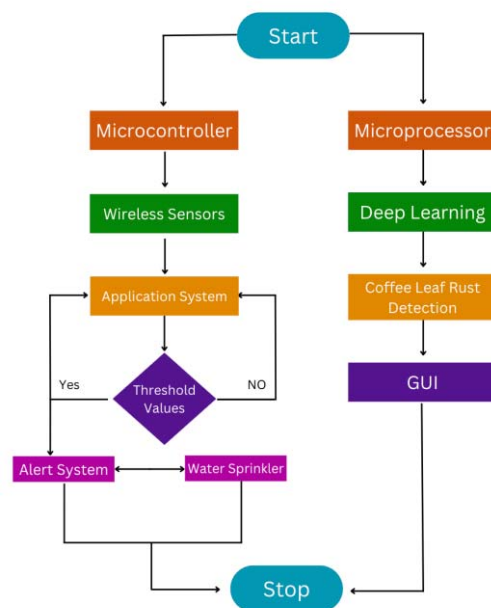 Start
Microcontroller
Microprocessor
Wireless Sensors
Deep Learning
Application System
Coffee Leaf Rust
Detection
Yes
Threshold
Values
NO
GUI
Alert System
Water Sprinkler
Stop